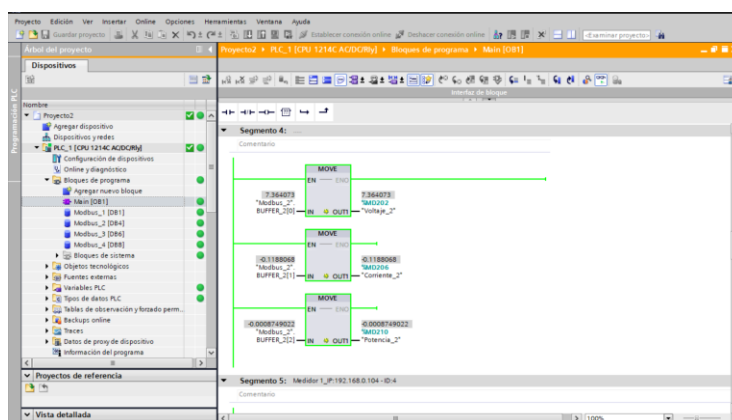 Proyecto Edición Ver Insertar Online Opciones Herramientas Ventana Ayuda
Guardar proyecto Establecer conexión online Deshacer conexión online <Examinar proyecto>
Árbol del proyecto
Proyecto2 PLC_1 [CPU 1214C AC/DC/Rly] Bloques de programa Main [OB1]
Dispositivos
Programación PLC
Interfaz de bloque
Nombre
Proyecto2
Agregar dispositivo
Dispositivos y redes
PLC_1 [CPU 1214C AC/DC/Rly]
Configuración de dispositivos
Online y diagnóstico
Bloques de programa
Agregar nuevo bloque
Main [OB1]
Modbus_1 [DB1]
Modbus_2 [DB4]
Modbus_3 [DB6]
Modbus_4 [DB8]
Bloques de sistema
Objetos tecnológicos
Fuentes externas
Variables PLC
Tipos de datos PLC
Tablas de observación y forzado perm...
Backups online
Traces
Datos de proxy de dispositivo
Información del programa
Proyectos de referencia
Vista detallada
Segmento 4: ...
Comentario
MOVE
EN ENO
7.364073 7.364073
"Modbus_2". %MD202
BUFFER_2[0] IN OUT1 "Voltaje_2"
MOVE
EN ENO
-0.1188068 -0.1188068
"Modbus_2". %MD206
BUFFER_2[1] IN OUT1 "Corriente_2"
MOVE
EN ENO
-0.0008749022 -0.0008749022
"Modbus_2". %MD210
BUFFER_2[2] IN OUT1 "Potencia_2"
Segmento 5: Medidor 1_IP:192.168.0.104 - ID:4
Comentario
100%